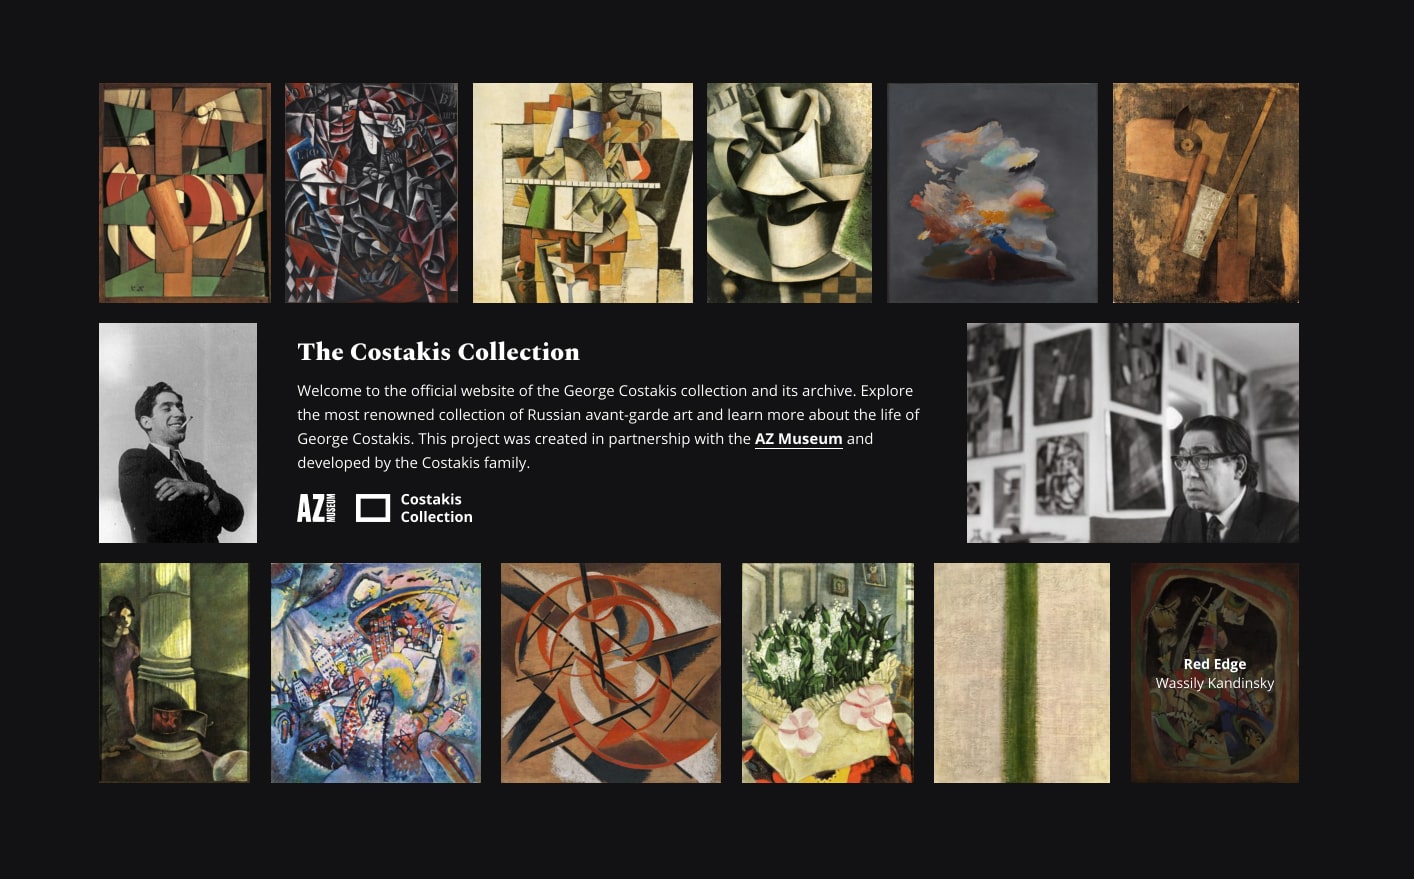 The Costakis Collection
Welcome to the official website of the George Costakis collection and its archive. Explore
the most renowned collection of Russian avant-garde art and learn more about the life of
George Costakis. This project was created in partnership with the AZ Museum and
developed by the Costakis family.
AZ MUSEUM
Costakis
Collection
Red Edge
Wassily Kandinsky